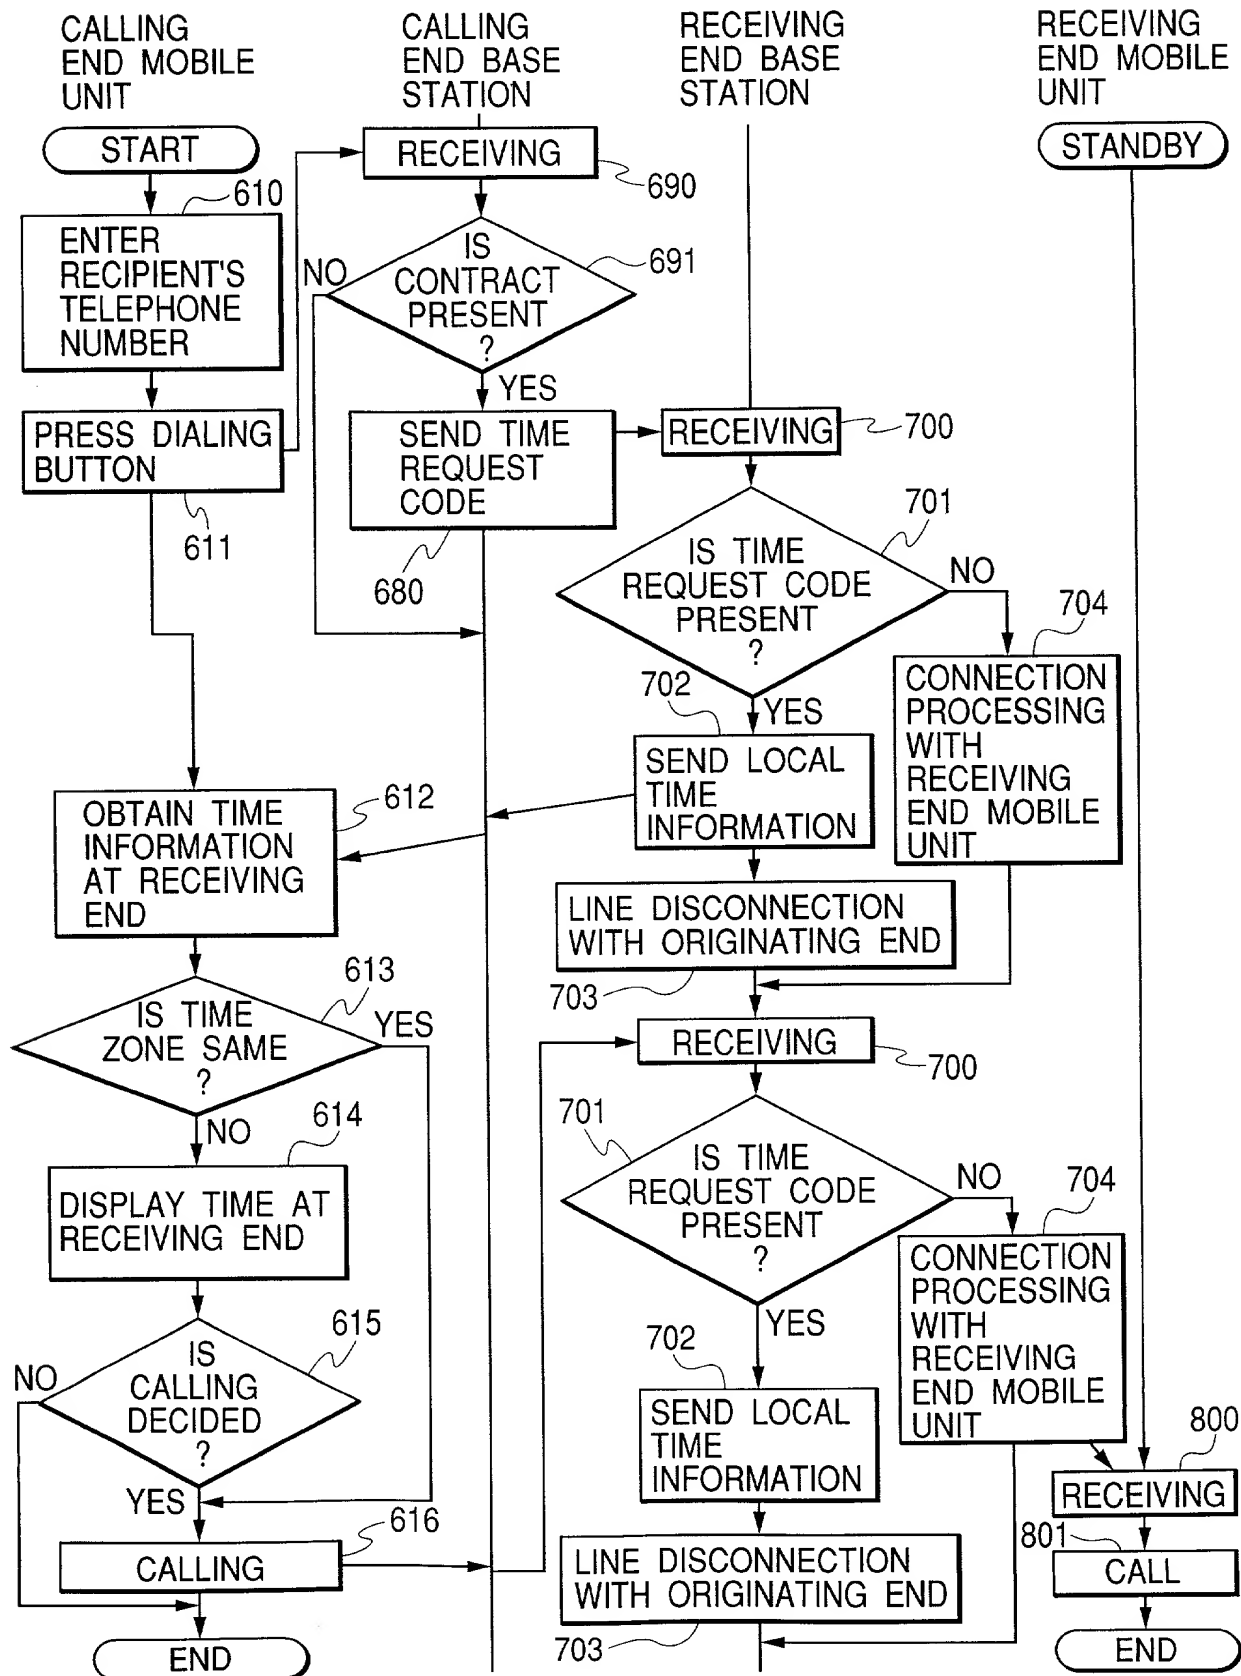 CALLING
END MOBILE
UNIT
CALLING
END BASE
STATION
RECEIVING
END BASE
STATION
RECEIVING
END MOBILE
UNIT
START
610
ENTER
RECIPIENT'S
TELEPHONE
NUMBER
PRESS DIALING
BUTTON
611
RECEIVING
690
IS
CONTRACT
PRESENT
?
691
NO
YES
SEND TIME
REQUEST
CODE
680
RECEIVING
700
701
IS TIME
REQUEST CODE
PRESENT
?
NO
YES
704
CONNECTION
PROCESSING
WITH
RECEIVING
END MOBILE
UNIT
702
SEND LOCAL
TIME
INFORMATION
LINE DISCONNECTION
WITH ORIGINATING END
703
STANDBY
OBTAIN TIME
INFORMATION
AT RECEIVING
END
612
613
IS TIME
ZONE SAME
?
YES
NO
614
DISPLAY TIME AT
RECEIVING END
615
IS
CALLING
DECIDED
?
NO
YES
616
CALLING
END
RECEIVING
700
701
IS TIME
REQUEST CODE
PRESENT
?
NO
YES
704
CONNECTION
PROCESSING
WITH
RECEIVING
END MOBILE
UNIT
702
SEND LOCAL
TIME
INFORMATION
LINE DISCONNECTION
WITH ORIGINATING END
703
800
RECEIVING
801
CALL
END